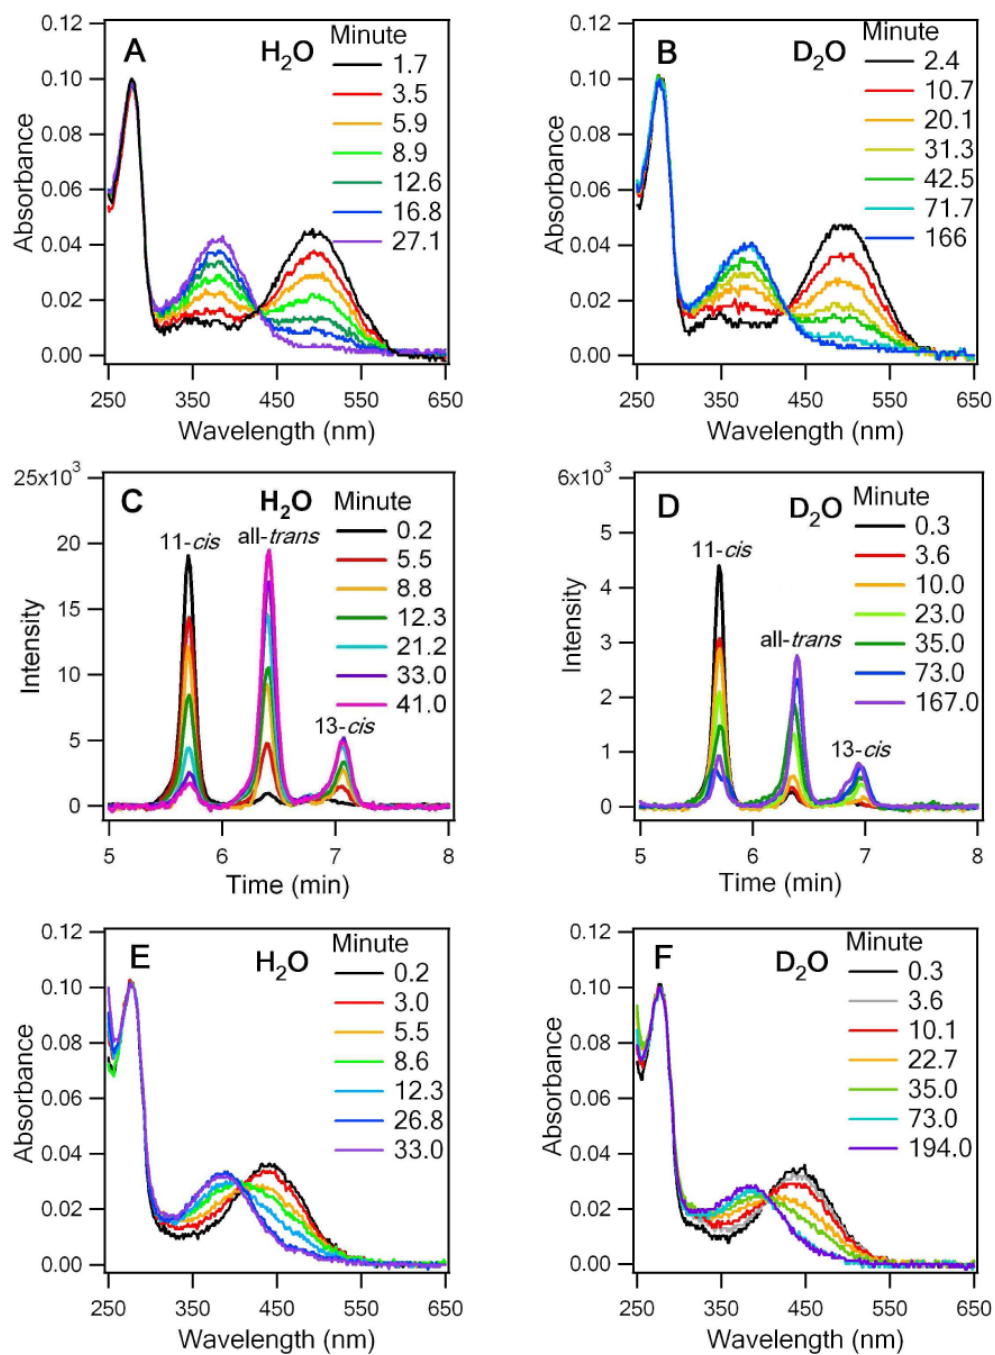 A
H₂O
Minute
1.7
3.5
5.9
8.9
12.6
16.8
27.1
0.12
0.10
0.08
0.06
0.04
0.02
0.00
Absorbance
250 350 450 550 650
Wavelength (nm)
B
D₂O
Minute
2.4
10.7
20.1
31.3
42.5
71.7
166
0.12
0.10
0.08
0.06
0.04
0.02
0.00
Absorbance
250 350 450 550 650
Wavelength (nm)
C
H₂O
Minute
0.2
5.5
8.8
12.3
21.2
33.0
41.0
11-cis
all-trans
13-cis
25x10³
20
15
10
5
0
Intensity
5 6 7 8
Time (min)
D
D₂O
Minute
0.3
3.6
10.0
23.0
35.0
73.0
167.0
11-cis
all-trans
13-cis
6x10³
5
4
3
2
1
0
Intensity
5 6 7 8
Time (min)
E
H₂O
Minute
0.2
3.0
5.5
8.6
12.3
26.8
33.0
0.12
0.10
0.08
0.06
0.04
0.02
0.00
Absorbance
250 350 450 550 650
Wavelength (nm)
F
D₂O
Minute
0.3
3.6
10.1
22.7
35.0
73.0
194.0
0.12
0.10
0.08
0.06
0.04
0.02
0.00
Absorbance
250 350 450 550 650
Wavelength (nm)